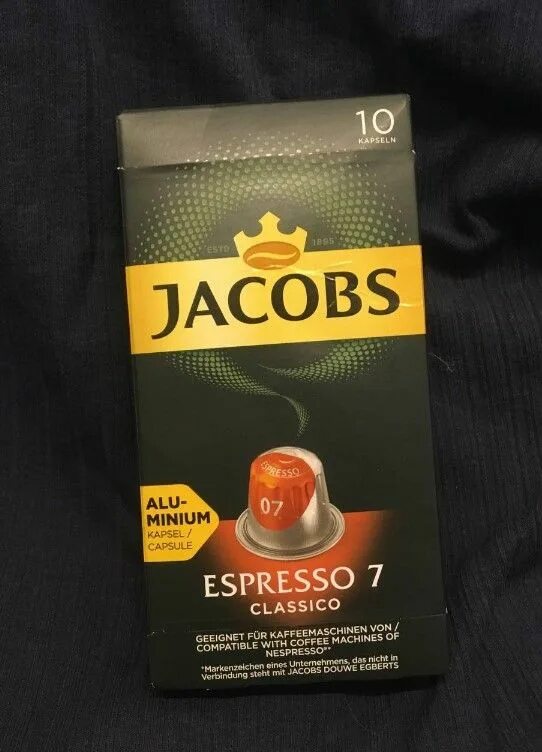 10
KAPSELN
ESTD 1895
JACOBS
ESPRESSO
07
ALU-
MINIUM
KAPSEL /
CAPSULE
ESPRESSO 7
CLASSICO
GEEIGNET FÜR KAFFEEMASCHINEN VON /
COMPATIBLE WITH COFFEE MACHINES OF
NESPRESSO®*
*Markenzeichen eines Unternehmens, das nicht in
Verbindung steht mit JACOBS DOUWE EGBERTS